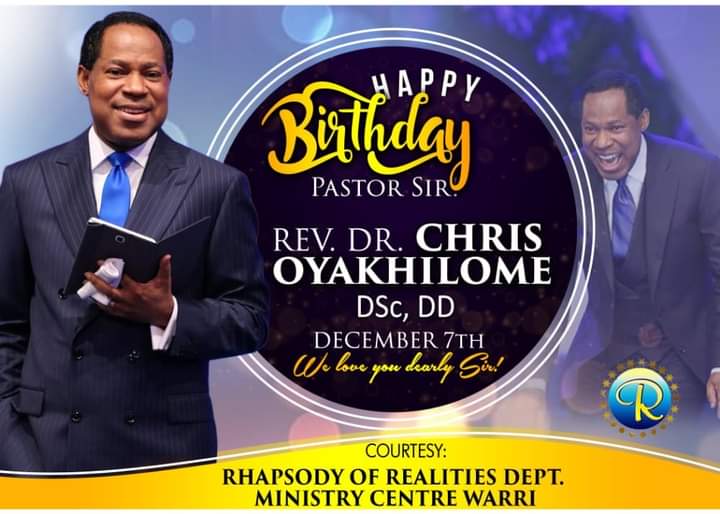 HAPPY
Birthday
PASTOR SIR.
REV. DR. CHRIS
OYAKHILOME
DSc, DD
DECEMBER 7TH
We love you dearly Sir!
R
COURTESY:
RHAPSODY OF REALITIES DEPT.
MINISTRY CENTRE WARRI